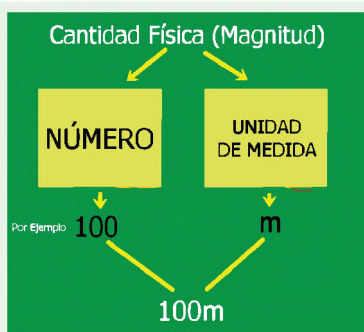 Cantidad Física (Magnitud)
NÚMERO
UNIDAD
DE MEDIDA
Por Ejemplo 100
m
100m